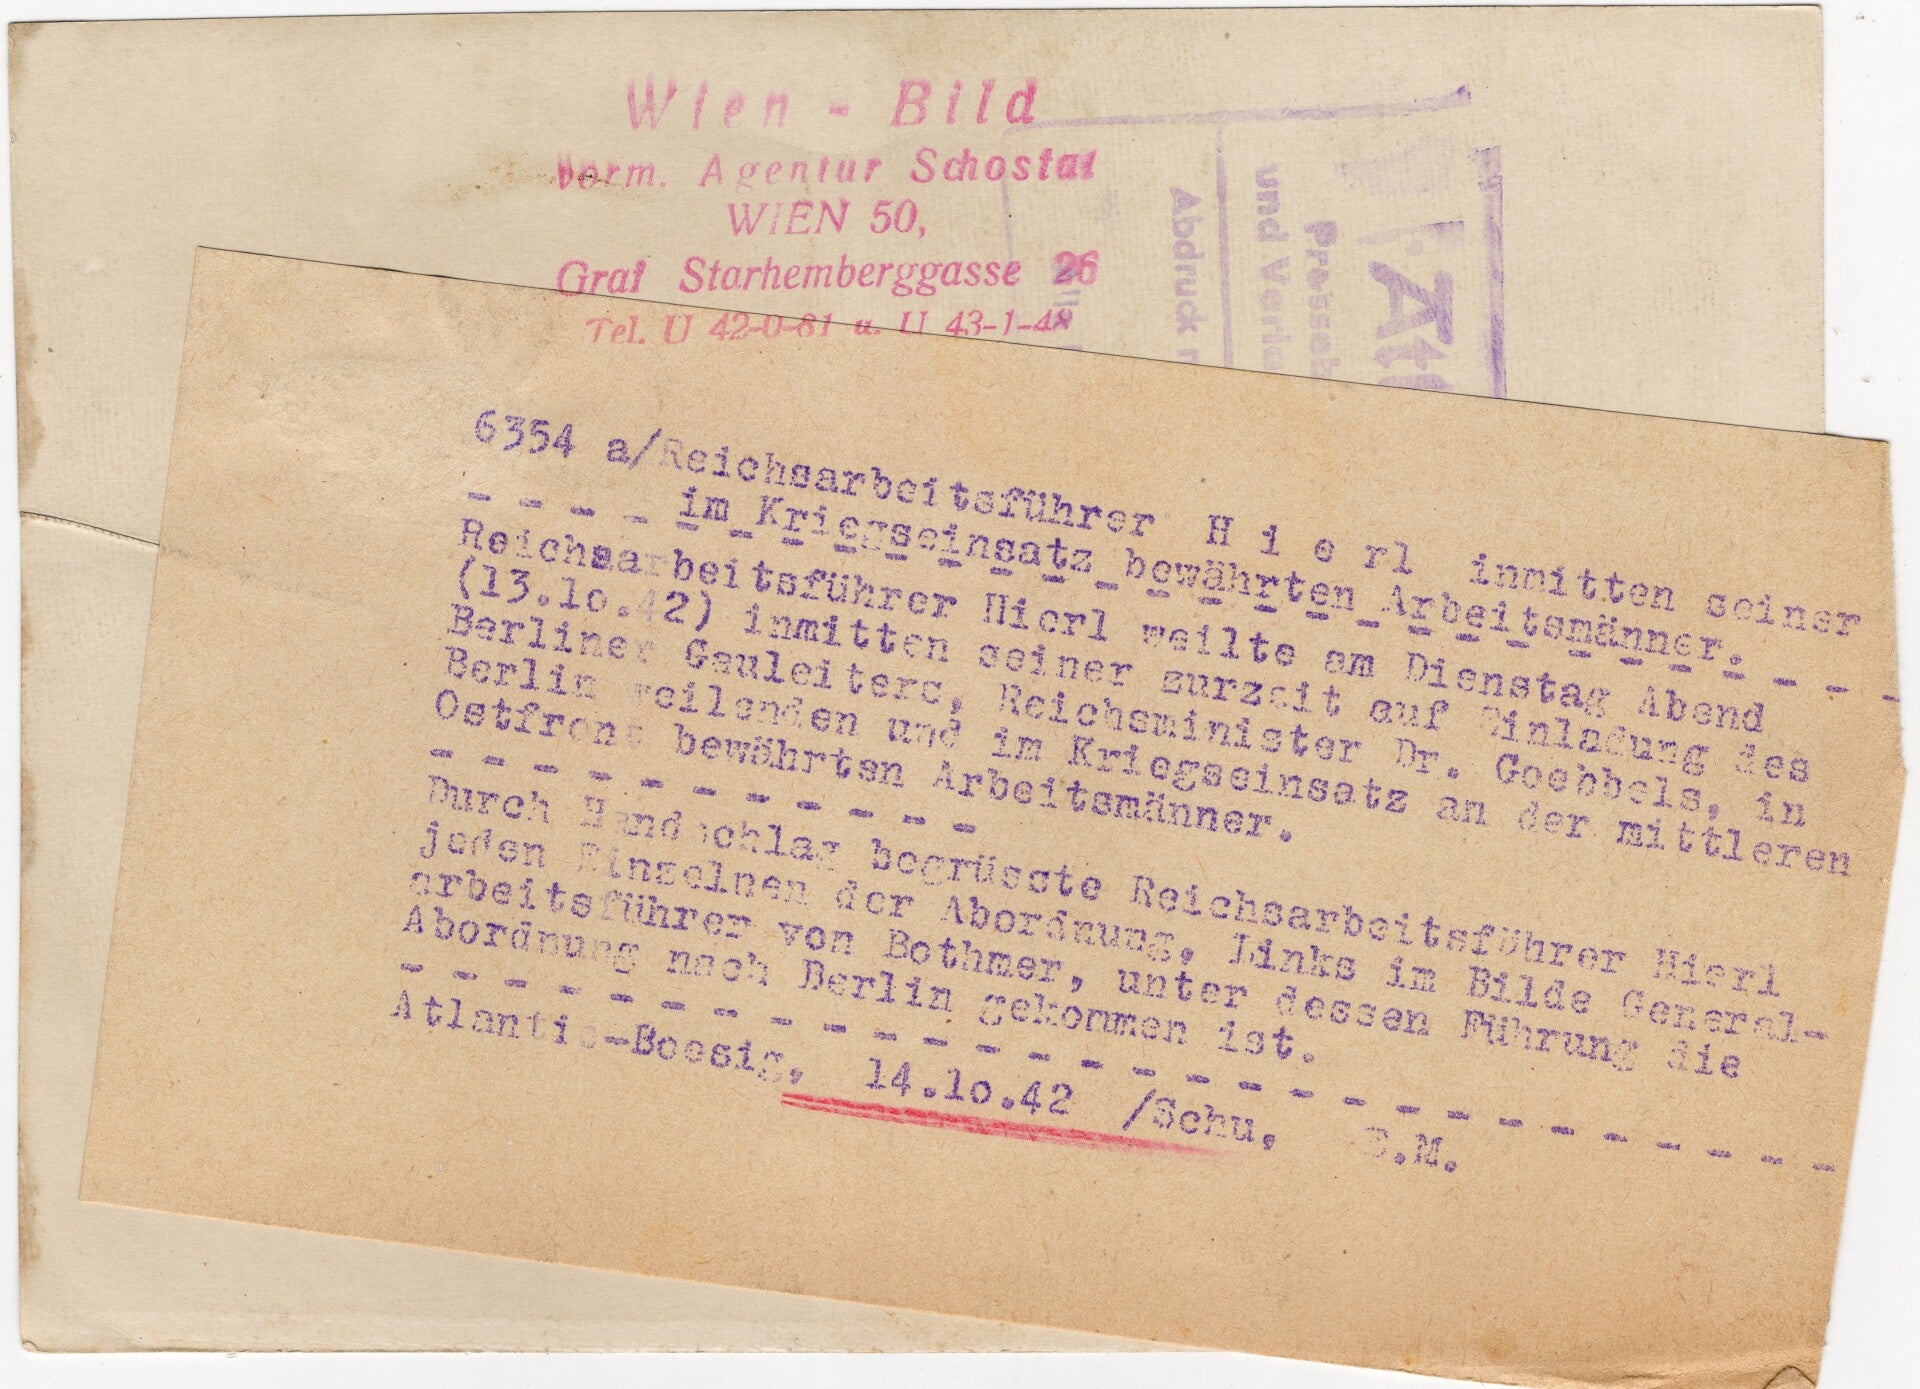 Wien - Bild
vorm. Agentur Schostal
WIEN 50,
Graf Starhemberggasse 26
Tel. U 42-0-81 u. U 43-1-48
Abdruck
und Verl
Presseb
Atl
6354 a/Reichsarbeitsführer H i e rl inmitten seiner
im Kriegseinsatz bewährten Arbeitsmänner.
Reichsarbeitsführer Hierl weilte am Dienstag Abend
(13.10.42) inmitten seiner zurzeit auf Einladung des
Berliner Gauleiters, Reichsminister Dr. Goebbels, in
Berlin weilenden und im Kriegseinsatz an der mittleren
Ostfront bewährten Arbeitsmänner.
Durch Handschlag begrüsste Reichsarbeitsführer Hierl
jeden Einzelnen der Abordnung, Links im Bilde General-
arbeitsführer von Bothmer, unter dessen Führung die
Abordnung nach Berlin gekommen ist.
Atlantic-Boesig, 14.10.42 /Schu, .M.